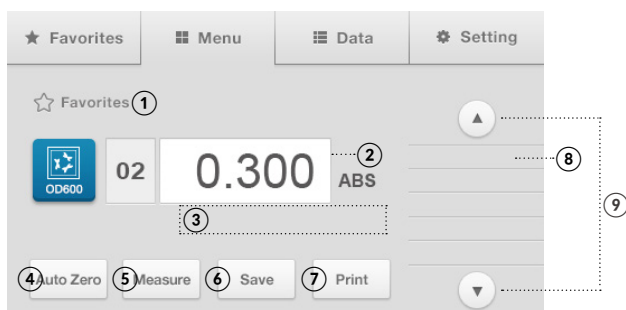 Favorites Menu Data Setting
Favorites 1
2
8
OD600 02 0.300 ABS
9
3
4 Auto Zero 5 Measure 6 Save 7 Print